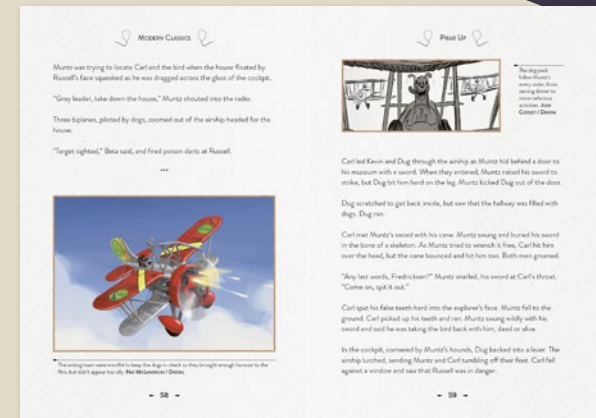 MODERN CLASSICS
Muntz was trying to locate Carl and the bird when the house floated by.
Russell's face squeaked as he was dragged across the glass of the cockpit.
"Grey leader, take down the house," Muntz shouted into the radio.
Three biplanes, piloted by dogs, zoomed out of the airship headed for the
house.
"Target sighted," Beta said, and fired poison darts at Russell.
***
The writing team were mindful to keep the dogs in check so they brought enough humour to the
film, but didn't appear too silly. NAT MCLAUGHLIN / DIGITAL
58
PIXAR UP
The dog pack
follow Muntz's
every order, from
serving dinner to
more nefarious
activities. JOSH
COOLEY / DIGITAL
Carl led Kevin and Dug through the airship as Muntz hid behind a door to
his museum with a sword. When they entered, Muntz raised his sword to
strike, but Dug bit him hard on the leg. Muntz kicked Dug out of the door.
Dug scratched to get back inside, but saw that the hallway was filled with
dogs. Dug ran.
Carl met Muntz's sword with his cane. Muntz swung and buried his sword
in the bone of a skeleton. As Muntz tried to wrench it free, Carl hit him
over the head, but the cane bounced and hit him too. Both men groaned.
"Any last words, Fredricksen?" Muntz snarled, his sword at Carl's throat.
"Come on, spit it out."
Carl spat his false teeth hard into the explorer's face. Muntz fell to the
ground. Carl picked up his teeth and ran. Muntz swung wildly with his
sword and said he was taking the bird back with him, dead or alive.
In the cockpit, cornered by Muntz's hounds, Dug backed into a lever. The
airship lurched, sending Muntz and Carl tumbling off their feet. Carl fell
against a window and saw that Russell was in danger.
59